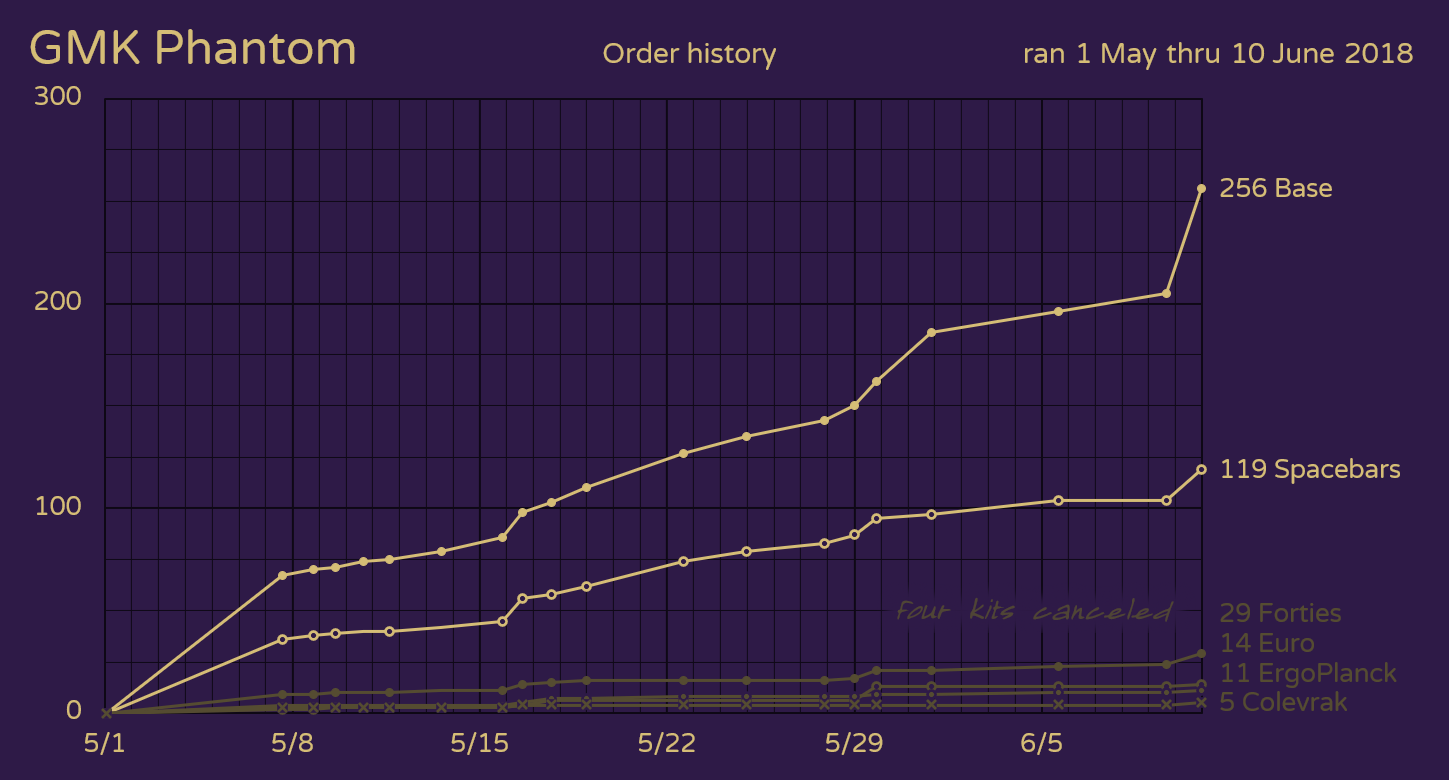 GMK Phantom
Order history
ran 1 May thru 10 June 2018
300
200
100
0
256 Base
119 Spacebars
four kits canceled
29 Forties
14 Euro
11 ErgoPlanck
5 Colevrak
5/1 5/8 5/15 5/22 5/29 6/5